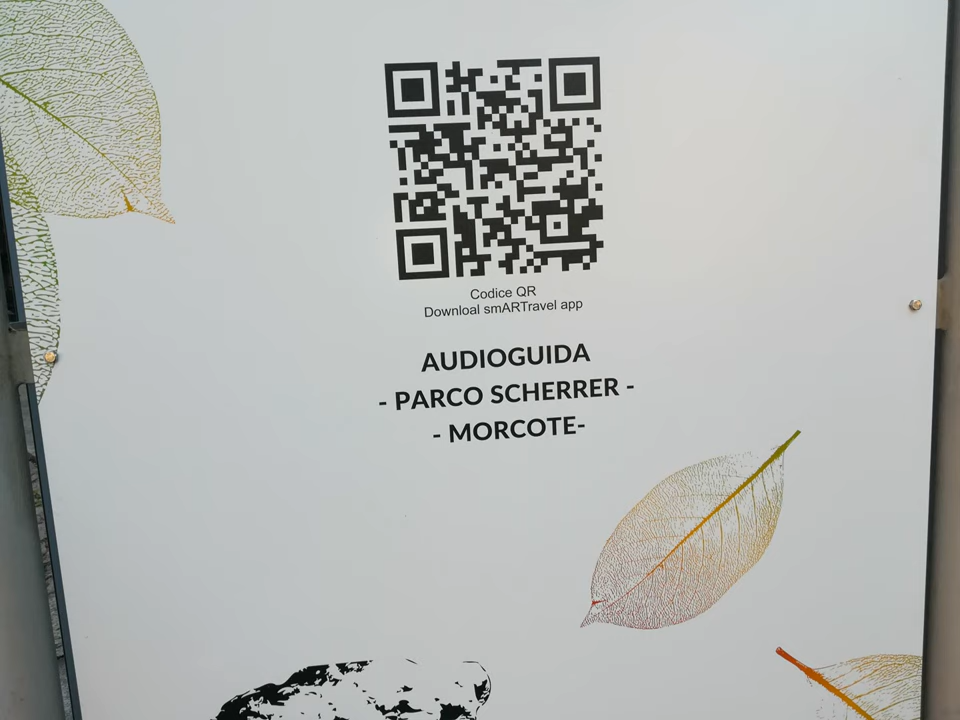 Codice QR
Downloal smARTravel app
AUDIOGUIDA
- PARCO SCHERRER -
- MORCOTE-